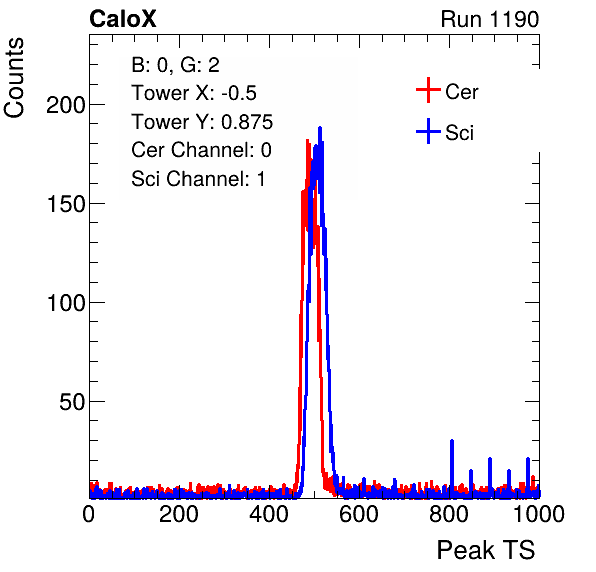 CaloX Run 1190
Counts
B: 0, G: 2
Tower X: -0.5
Tower Y: 0.875
Cer Channel: 0
Sci Channel: 1
Cer
Sci
200
150
100
50
0 200 400 600 800 1000
Peak TS